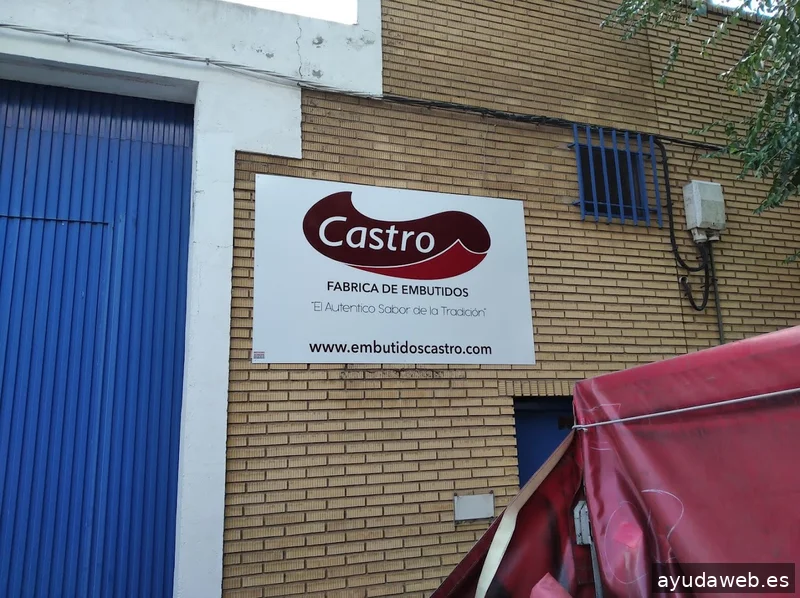 Castro
FABRICA DE EMBUTIDOS
"El Autentico Sabor de la Tradición"
www.embutidoscastro.com
ayudaweb.es